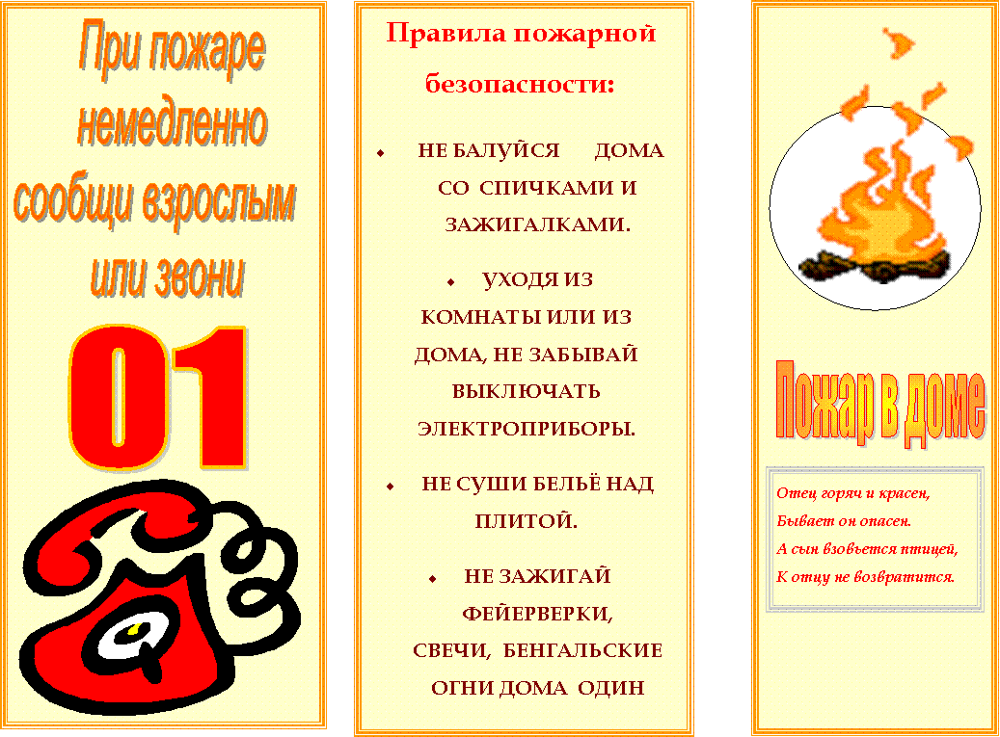 При пожаре
немедленно
сообщи взрослым
или звони
01
Правила пожарной
безопасности:
НЕ БАЛУЙСЯ ДОМА
СО СПИЧКАМИ И
ЗАЖИГАЛКАМИ.
УХОДЯ ИЗ
КОМНАТЫ ИЛИ ИЗ
ДОМА, НЕ ЗАБЫВАЙ
ВЫКЛЮЧАТЬ
ЭЛЕКТРОПРИБОРЫ.
НЕ СУШИ БЕЛЬЁ НАД
ПЛИТОЙ.
НЕ ЗАЖИГАЙ
ФЕЙЕРВЕРКИ,
СВЕЧИ, БЕНГАЛЬСКИЕ
ОГНИ ДОМА ОДИН
Пожар в доме
Отец горяч и красен,
Бывает он опасен.
А сын взовьется птицей,
К отцу не возвратится.